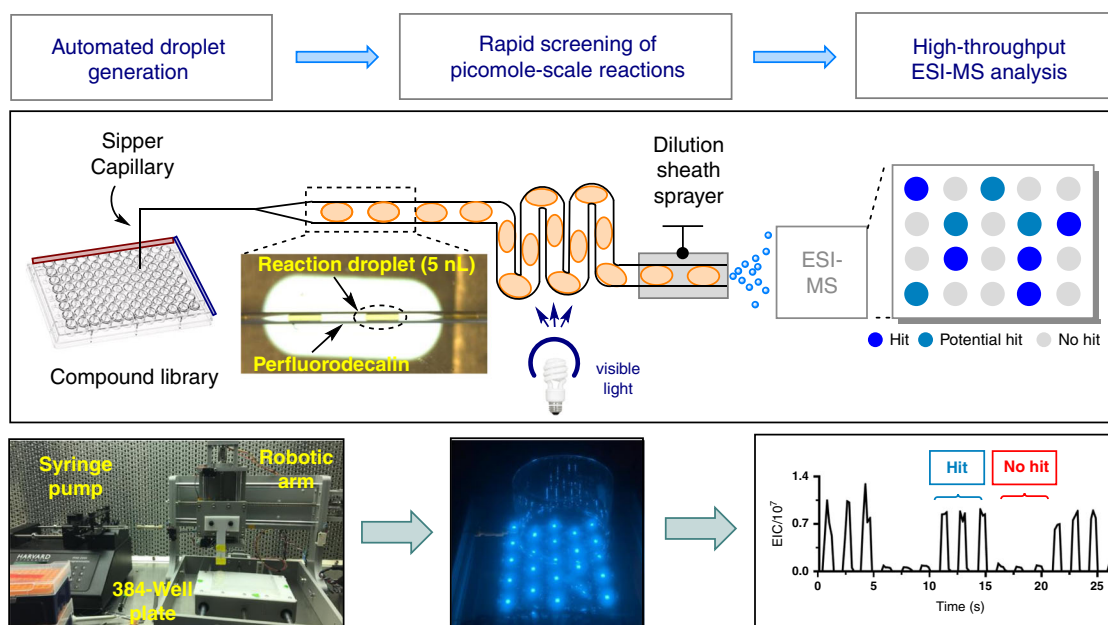 Automated droplet
generation
Rapid screening of
picomole-scale reactions
High-throughput
ESI-MS analysis
Sipper
Capillary
Compound library
Reaction droplet (5 nL)
Perfluorodecalin
visible
light
Dilution
sheath
sprayer
ESI-
MS
Hit
Potential hit
No hit
Syringe
pump
Robotic
arm
HARVARD
384-Well
plate
Hit
No hit
EIC/10⁷
1.4
0.7
0.0
0 5 10 15 20 25
Time (s)